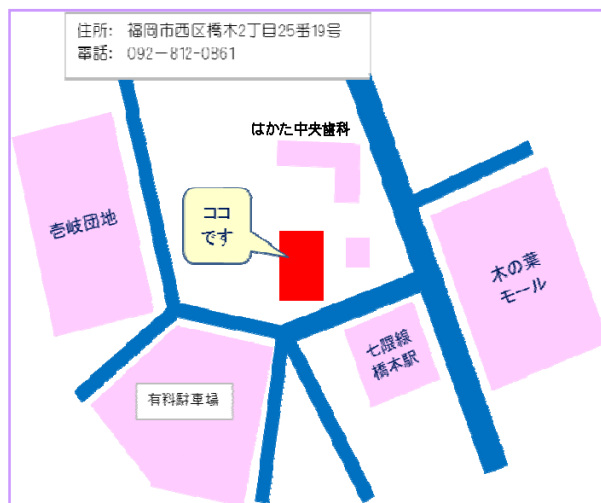 住所: 福岡市西区橋本2丁目25番19号
電話: 092-812-0861
はかた中央歯科
ココ
です
壱岐団地
木の葉
モール
七隈線
橋本駅
有料駐車場